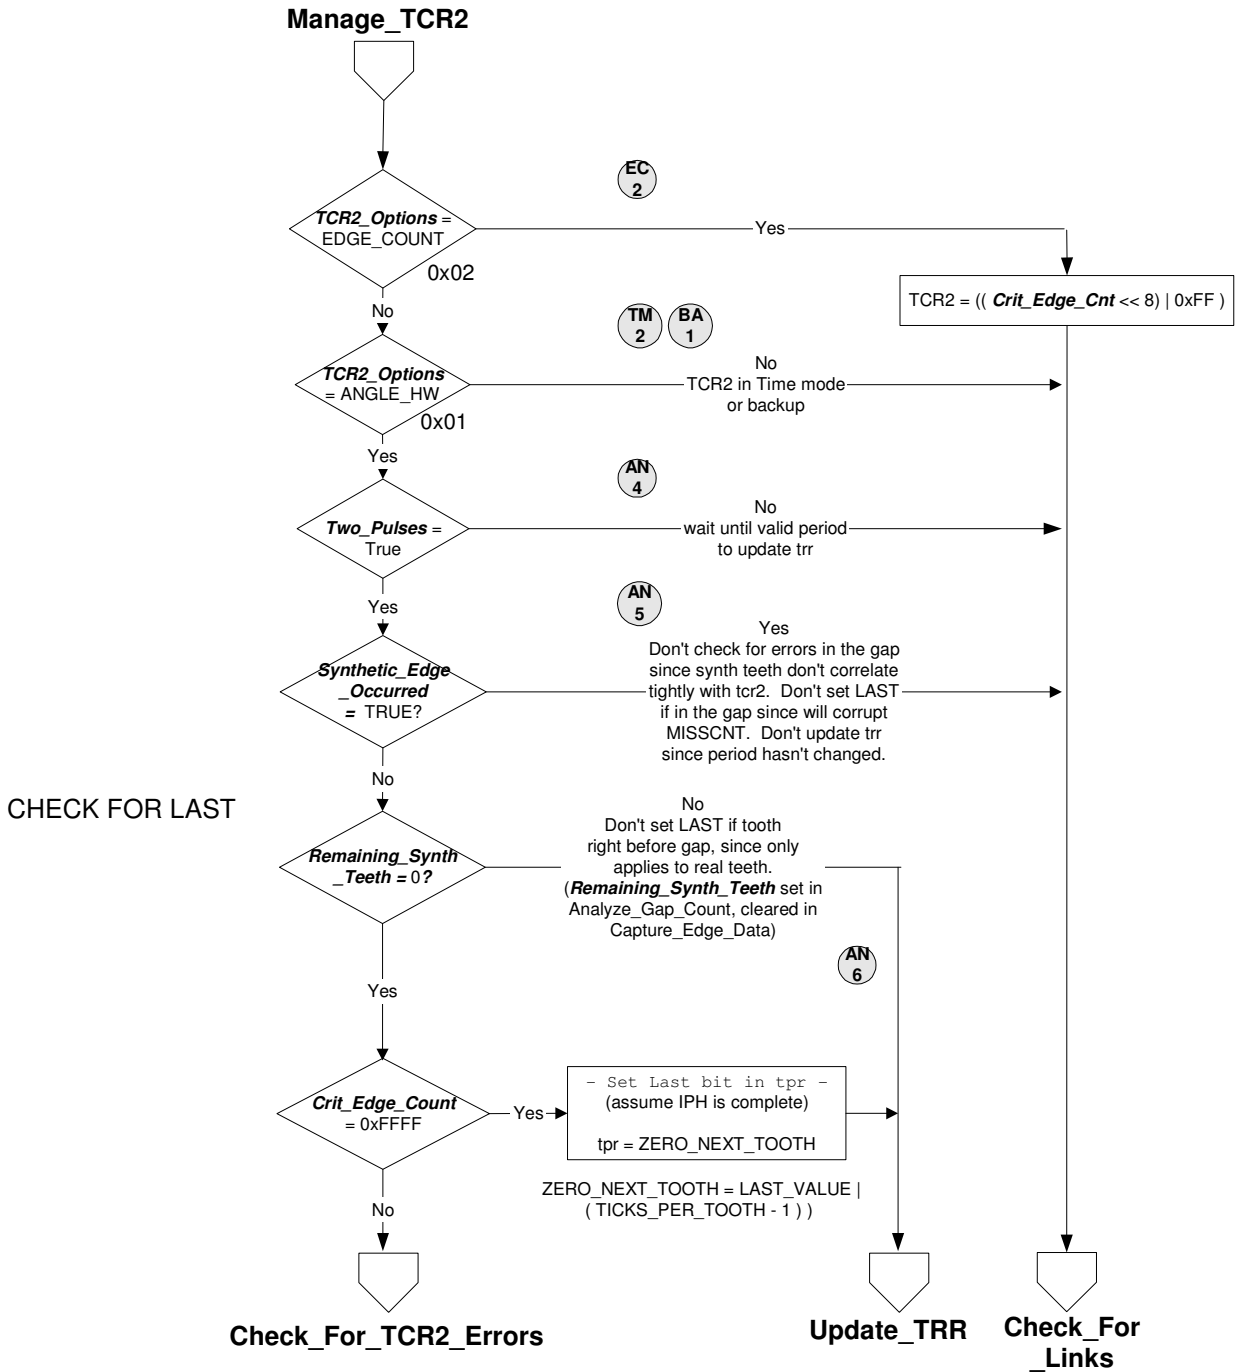 Manage_TCR2
EC
2
TCR2_Options =
EDGE_COUNT
0x02
Yes
TCR2 = (( Crit_Edge_Cnt << 8) | 0xFF )
No
TM
2
BA
1
TCR2_Options
= ANGLE_HW
0x01
No
TCR2 in Time mode
or backup
Yes
AN
4
Two_Pulses =
True
No
wait until valid period
to update trr
Yes
AN
5
Synthetic_Edge
_Occurred
= TRUE?
Yes
Don't check for errors in the gap
since synth teeth don't correlate
tightly with tcr2. Don't set LAST
if in the gap since will corrupt
MISSCNT. Don't update trr
since period hasn't changed.
No
CHECK FOR LAST
Remaining_Synth
_Teeth = 0?
No
Don't set LAST if tooth
right before gap, since only
applies to real teeth.
(Remaining_Synth_Teeth set in
Analyze_Gap_Count, cleared in
Capture_Edge_Data)
AN
6
Yes
Crit_Edge_Count
= 0xFFFF
Yes
- Set Last bit in tpr -
(assume IPH is complete)
tpr = ZERO_NEXT_TOOTH
ZERO_NEXT_TOOTH = LAST_VALUE |
( TICKS_PER_TOOTH - 1 ) )
No
Check_For_TCR2_Errors
Update_TRR
Check_For
_Links